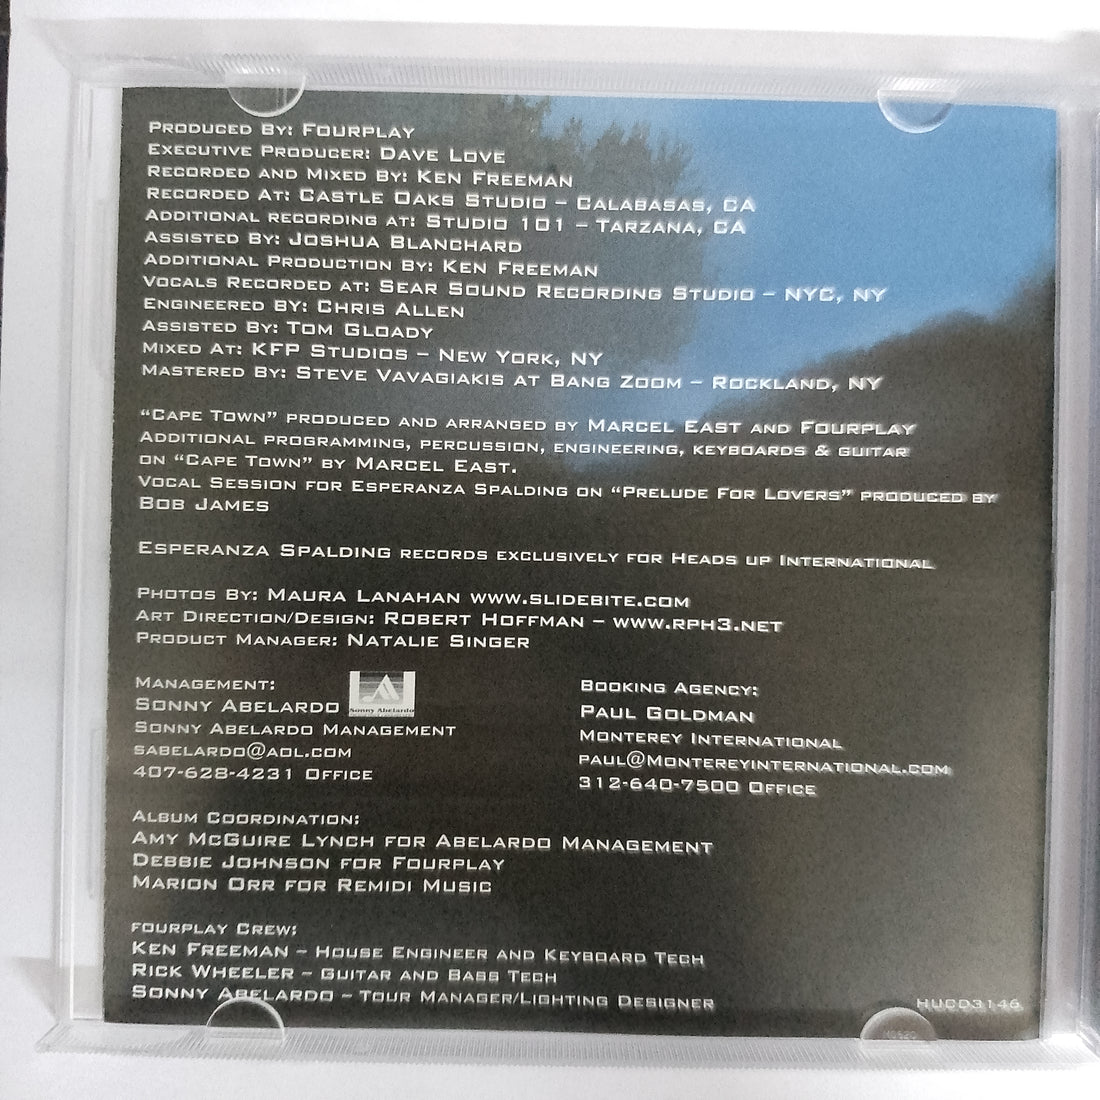 Produced By: Fourplay
Executive Producer: Dave Love
Recorded and Mixed By: Ken Freeman
Recorded at: Castle Oaks Studio – Calabasas, CA
Additional recording at: Studio 101 – Tarzana, CA
Assisted By: Joshua Blanchard
Additional Production By: Ken Freeman
Vocals Recorded at: Sear Sound Recording Studio – NYC, NY
Engineered by: Chris Allen
Assisted By: Tom Gloady
Mixed At: KFP Studios – New York, NY
Mastered By: Steve Vavagiakis at Bang Zoom – Rockland, NY
"Cape Town" produced and arranged by Marcel East and Fourplay
Additional programming, percussion, engineering, keyboards & guitar
on "Cape Town" by Marcel East.
Vocal Session for Esperanza Spalding on "Prelude For Lovers" produced by
Bob James
Esperanza Spalding records exclusively for Heads up International
Photos By: Maura Lanahan www.slidebite.com
Art Direction/Design: Robert Hoffman – www.rph3.net
Product Manager: Natalie Singer
Management:
Sonny Abelardo
Sonny Abelardo
Sonny Abelardo Management
sabelardo@aol.com
407-628-4231 Office
Booking Agency:
Paul Goldman
Monterey International
paul@Montereyinternational.com
312-640-7500 Office
Album Coordination:
Amy McGuire Lynch for Abelardo Management
Debbie Johnson for Fourplay
Marion Orr for Remidi Music
fourplay Crew:
Ken Freeman – House Engineer and Keyboard Tech
Rick Wheeler – Guitar and Bass Tech
Sonny Abelardo – Tour Manager/Lighting Designer
HUCD3146